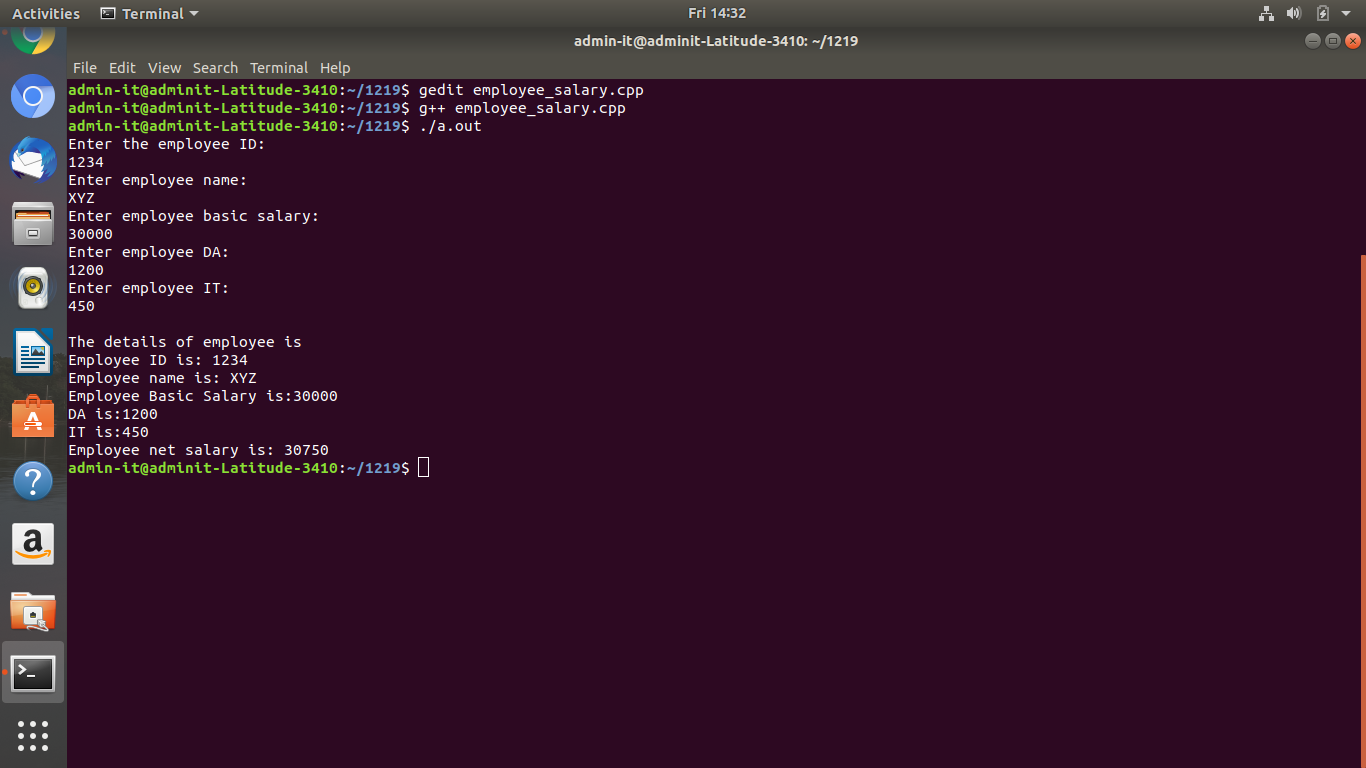 Activities Terminal Fri 14:32
admin-it@adminit-Latitude-3410: ~/1219
File Edit View Search Terminal Help
admin-it@adminit-Latitude-3410:~/1219$ gedit employee_salary.cpp
admin-it@adminit-Latitude-3410:~/1219$ g++ employee_salary.cpp
admin-it@adminit-Latitude-3410:~/1219$ ./a.out
Enter the employee ID:
1234
Enter employee name:
XYZ
Enter employee basic salary:
30000
Enter employee DA:
1200
Enter employee IT:
450

The details of employee is
Employee ID is: 1234
Employee name is: XYZ
Employee Basic Salary is:30000
DA is:1200
IT is:450
Employee net salary is: 30750
admin-it@adminit-Latitude-3410:~/1219$